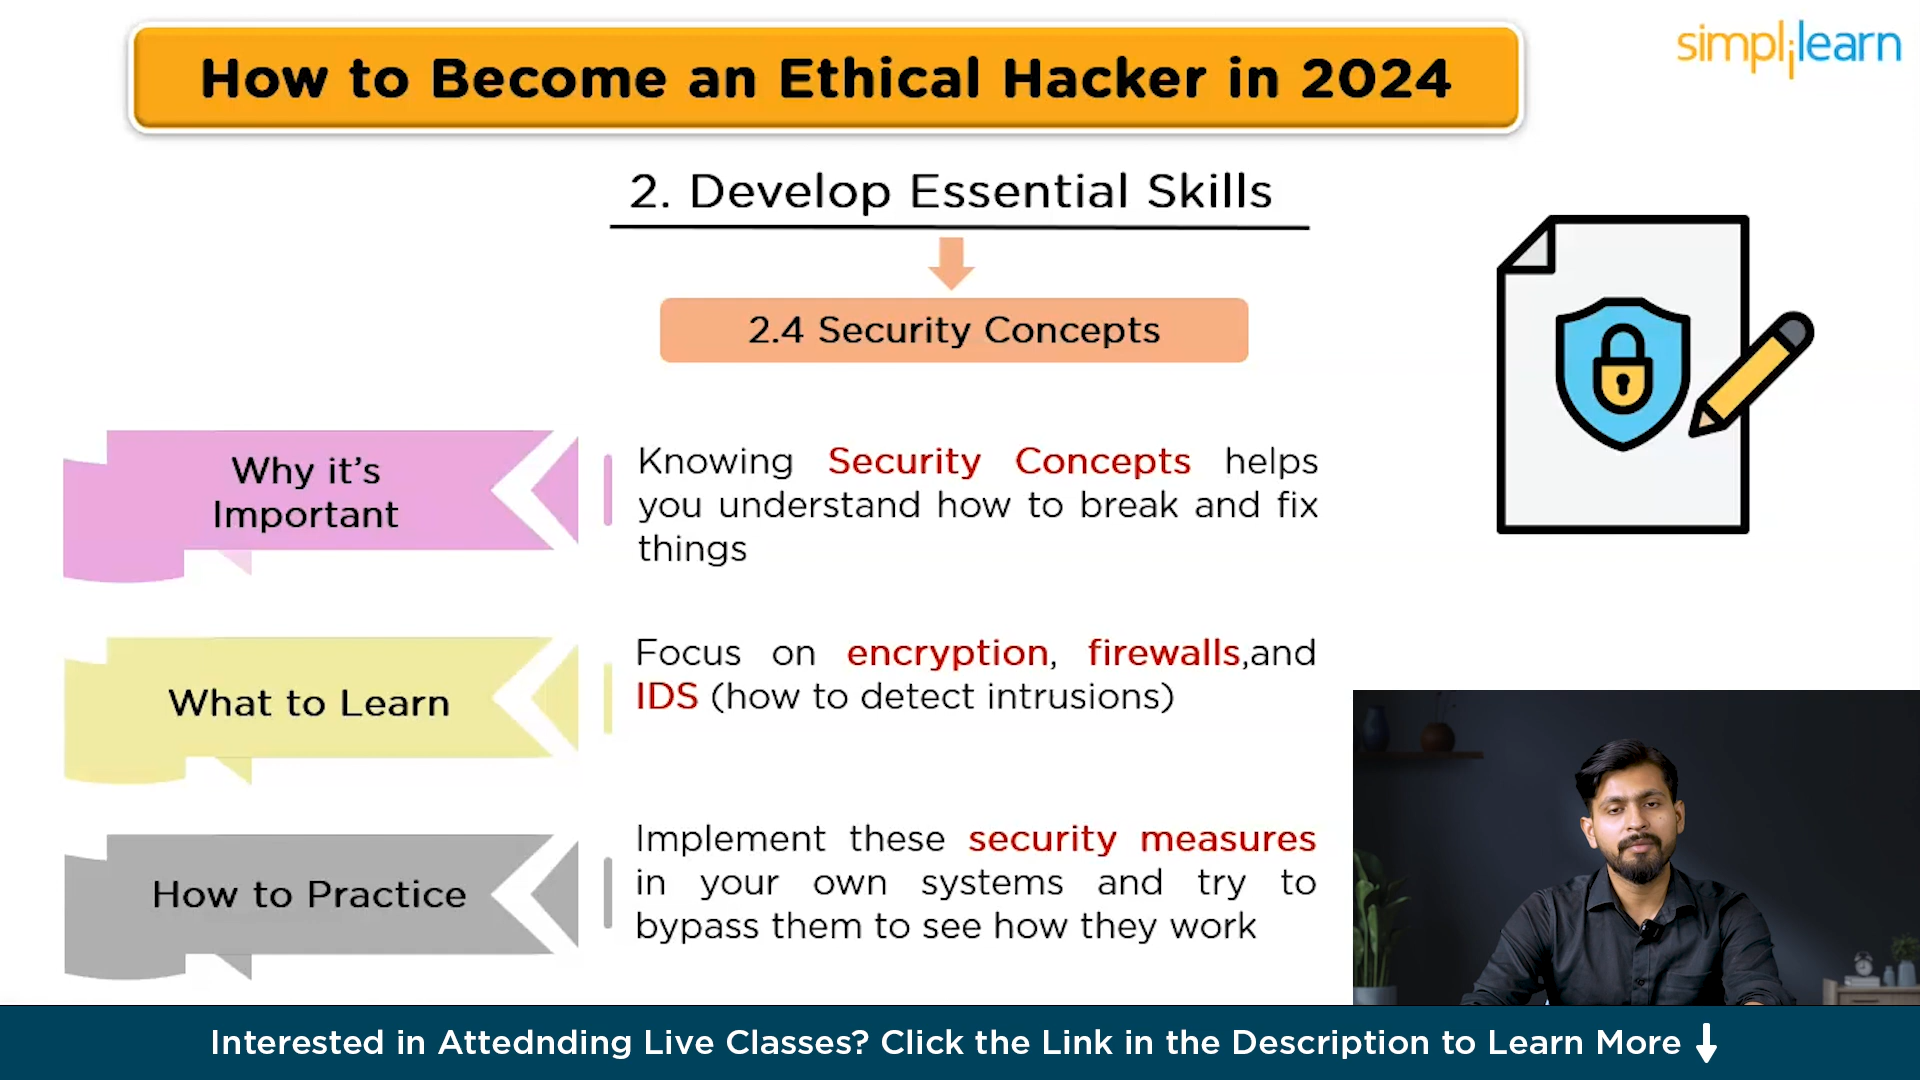 How to Become an Ethical Hacker in 2024
simplilearn
2. Develop Essential Skills
2.4 Security Concepts
Why it's
Important
Knowing Security Concepts helps
you understand how to break and fix
things
What to Learn
Focus on encryption, firewalls,and
IDS (how to detect intrusions)
How to Practice
Implement these security measures
in your own systems and try to
bypass them to see how they work
Interested in Attednding Live Classes? Click the Link in the Description to Learn More